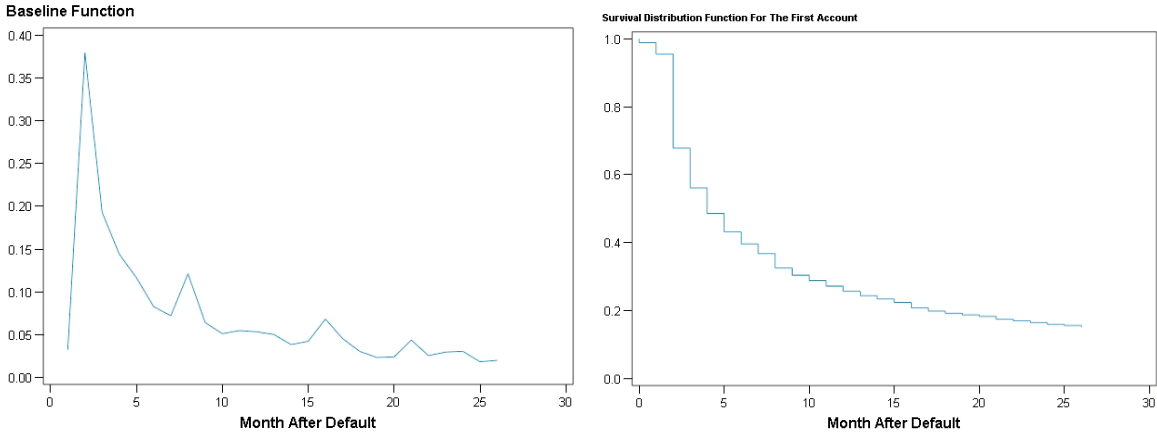 Baseline Function
0.40
0.35
0.30
0.25
0.20
0.15
0.10
0.05
0.00
0 5 10 15 20 25 30
Month After Default
Survival Distribution Function For The First Account
1.0
0.8
0.6
0.4
0.2
0.0
0 5 10 15 20 25 30
Month After Default